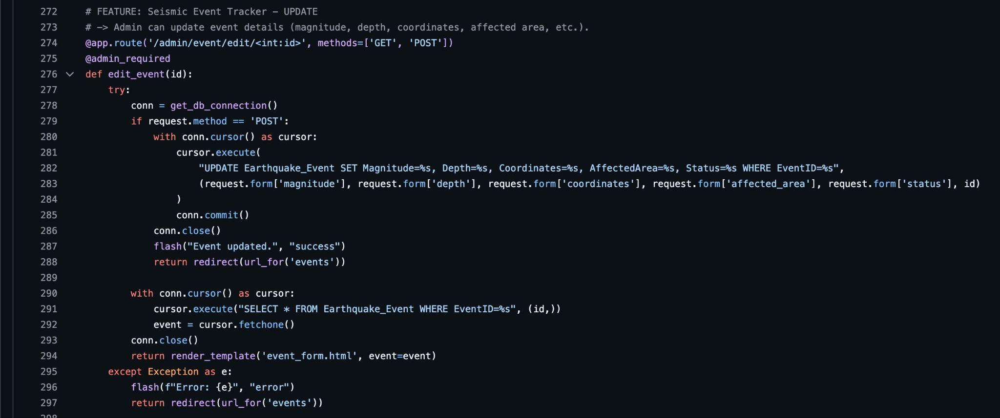 272 # FEATURE: Seismic Event Tracker – UPDATE
273 # —> Admin can update event details (magnitude, depth, coordinates, affected area, etc.).
274 @app.route('/admin/event/edit/<int:id>', methods=['GET', 'POST'])
275 @admin_required
276 def edit_event(id):
277     try:
278         conn = get_db_connection()
279         if request.method == 'POST':
280             with conn.cursor() as cursor:
281                 cursor.execute(
282                     "UPDATE Earthquake_Event SET Magnitude=%s, Depth=%s, Coordinates=%s, AffectedArea=%s, Status=%s WHERE EventID=%s",
283                     (request.form['magnitude'], request.form['depth'], request.form['coordinates'], request.form['affected_area'], request.form['status'], id)
284                 )
285                 conn.commit()
286             conn.close()
287             flash("Event updated.", "success")
288             return redirect(url_for('events'))
289
290         with conn.cursor() as cursor:
291             cursor.execute("SELECT * FROM Earthquake_Event WHERE EventID=%s", (id,))
292             event = cursor.fetchone()
293         conn.close()
294         return render_template('event_form.html', event=event)
295     except Exception as e:
296         flash(f"Error: {e}", "error")
297         return redirect(url_for('events'))
298